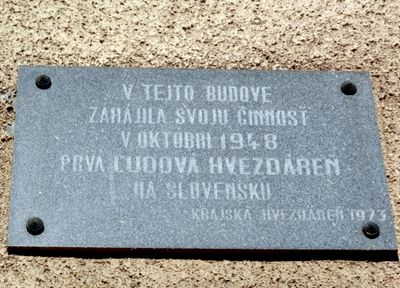 V TEJTO BUDOVE
ZAHÁJILA SVOJU ČINNOSŤ
V OKTÓBRI 1948
PRVÁ ĽUDOVÁ HVEZDÁREŇ
NA SLOVENSKU
KRAJSKÁ HVEZDÁREŇ 1973